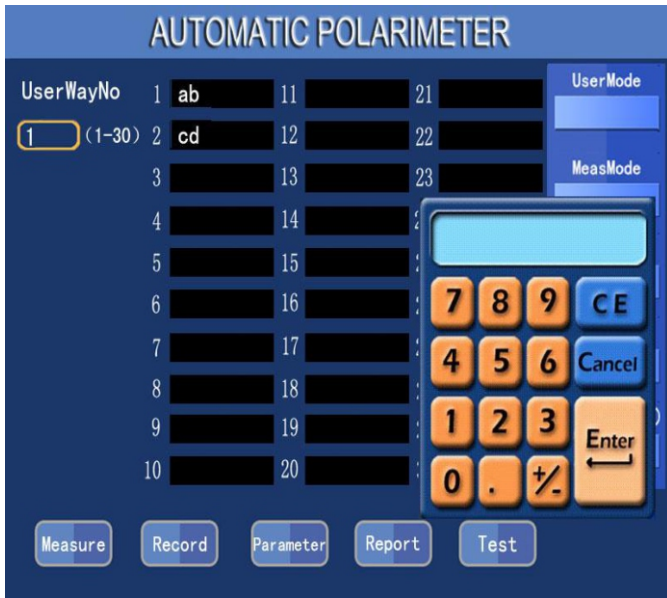 AUTOMATIC POLARIMETER
UserWayNo
1 (1-30)
1 ab
2 cd
3
4
5
6
7
8
9
10
11
12
13
14
15
16
17
18
19
20
21
22
23
UserMode
MeasMode
7 8 9 CE
4 5 6 Cancel
1 2 3 Enter
0 . +/-
Measure Record Parameter Report Test